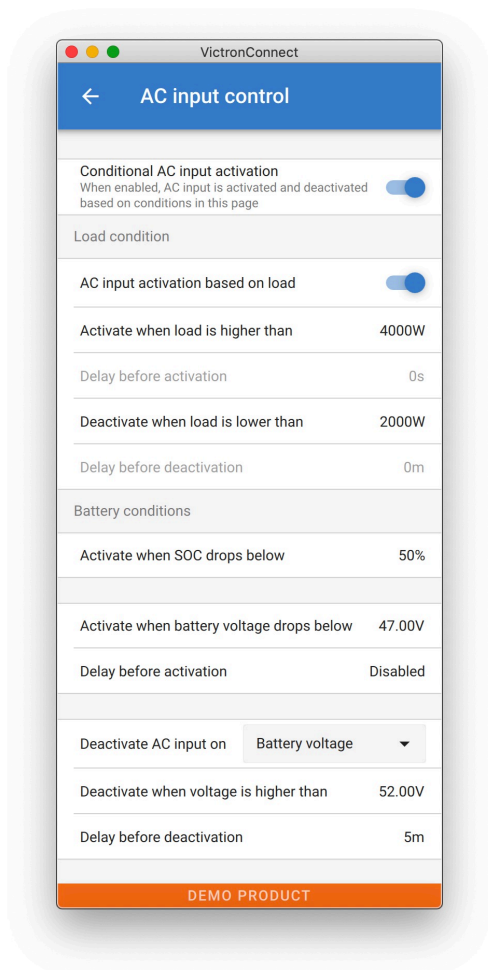 VictronConnect
AC input control
Conditional AC input activation
When enabled, AC input is activated and deactivated
based on conditions in this page
Load condition
AC input activation based on load
Activate when load is higher than 4000W
Delay before activation 0s
Deactivate when load is lower than 2000W
Delay before deactivation 0m
Battery conditions
Activate when SOC drops below 50%
Activate when battery voltage drops below 47.00V
Delay before activation Disabled
Deactivate AC input on Battery voltage
Deactivate when voltage is higher than 52.00V
Delay before deactivation 5m
DEMO PRODUCT